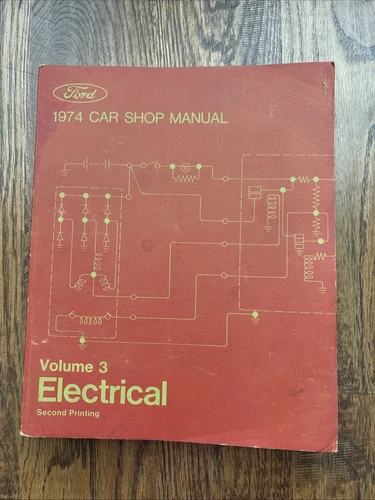 Ford
1974 CAR SHOP MANUAL
Volume 3
Electrical
Second Printing